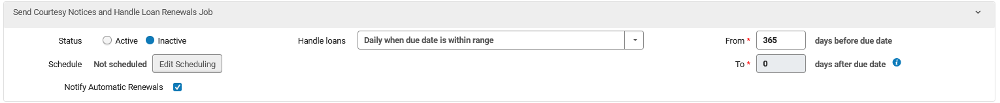 Send Courtesy Notices and Handle Loan Renewals Job
Status Active Inactive Handle loans Daily when due date is within range From * 365 days before due date
Schedule Not scheduled Edit Scheduling To * 0 days after due date
Notify Automatic Renewals